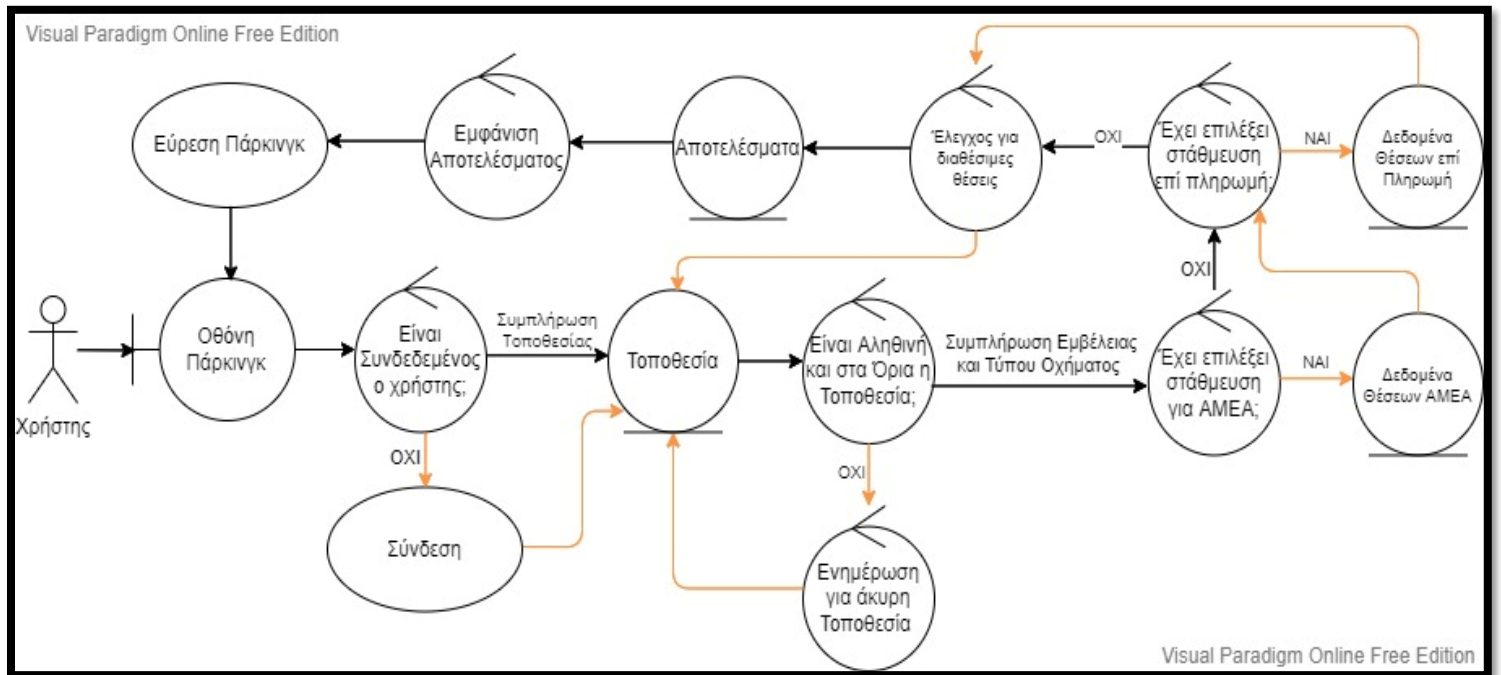 Visual Paradigm Online Free Edition
Εύρεση Πάρκινγκ
Εμφάνιση
Αποτελέσματος
Αποτελέσματα
Έλεγχος για
διαθέσιμες
θέσεις
ΟΧΙ
Έχει επιλέξει
στάθμευση
επί πληρωμή;
ΝΑΙ
Δεδομένα
Θέσεων επί
Πληρωμή
ΟΧΙ
Χρήστης
Οθόνη
Πάρκινγκ
Είναι
Συνδεδεμένος
ο χρήστης;
Συμπλήρωση
Τοποθεσίας
Τοποθεσία
Είναι Αληθινή
και στα Όρια η
Τοποθεσία;
Συμπλήρωση Εμβέλειας
και Τύπου Οχήματος
Έχει επιλέξει
στάθμευση
για ΑΜΕΑ;
ΝΑΙ
Δεδομένα
Θέσεων ΑΜΕΑ
ΟΧΙ
Σύνδεση
ΟΧΙ
Ενημέρωση
για άκυρη
Τοποθεσία
Visual Paradigm Online Free Edition